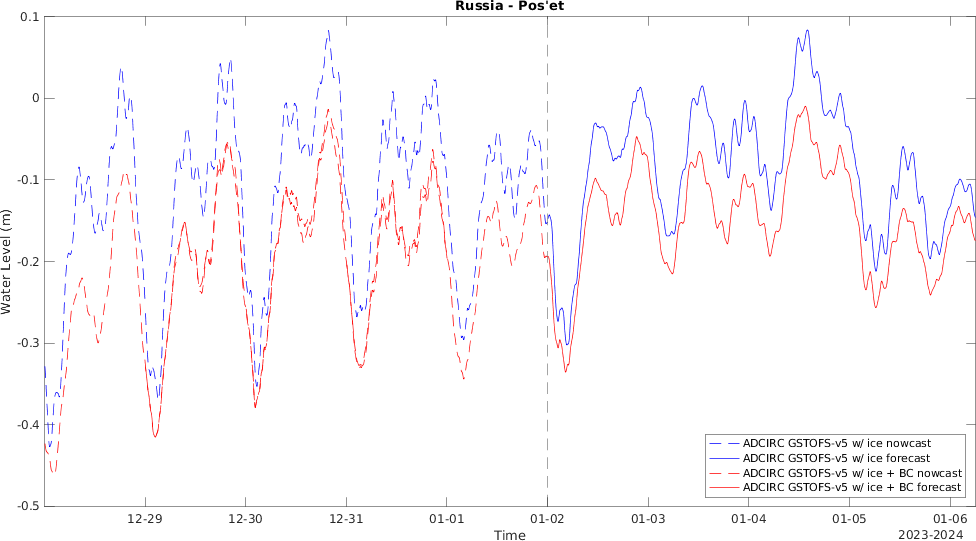 Russia - Pos'et
Water Level (m)
0.1
0
-0.1
-0.2
-0.3
-0.4
-0.5
ADCIRC GSTOFS-v5 w/ ice nowcast
ADCIRC GSTOFS-v5 w/ ice forecast
ADCIRC GSTOFS-v5 w/ ice + BC nowcast
ADCIRC GSTOFS-v5 w/ ice + BC forecast
12-29 12-30 12-31 01-01 01-02 01-03 01-04 01-05 01-06
Time
2023-2024